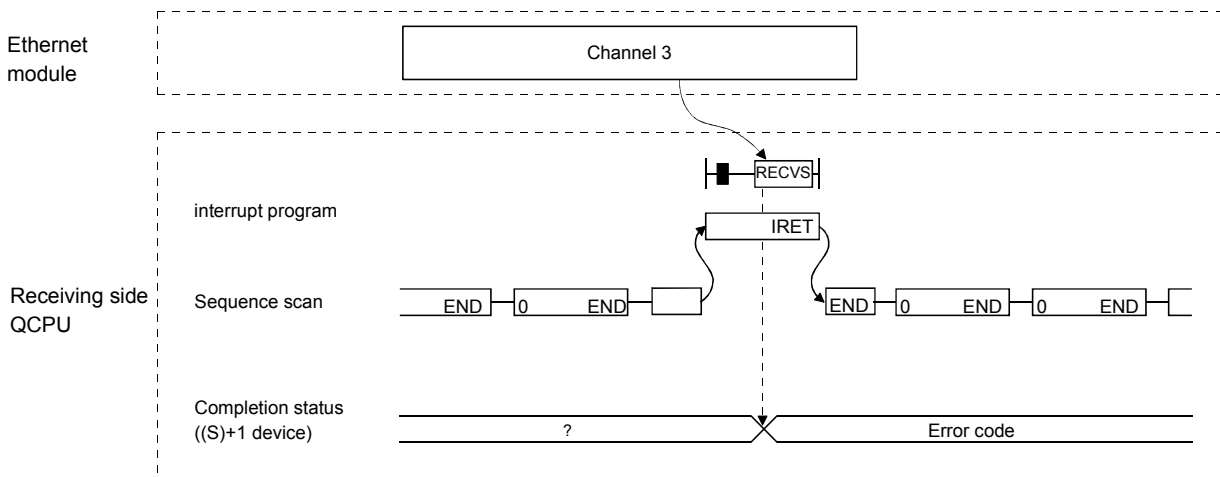 Ethernet
module
Channel 3
RECVS
interrupt program
IRET
Receiving side
QCPU
Sequence scan
END 0 END END 0 END 0 END
Completion status
((S)+1 device)
? Error code